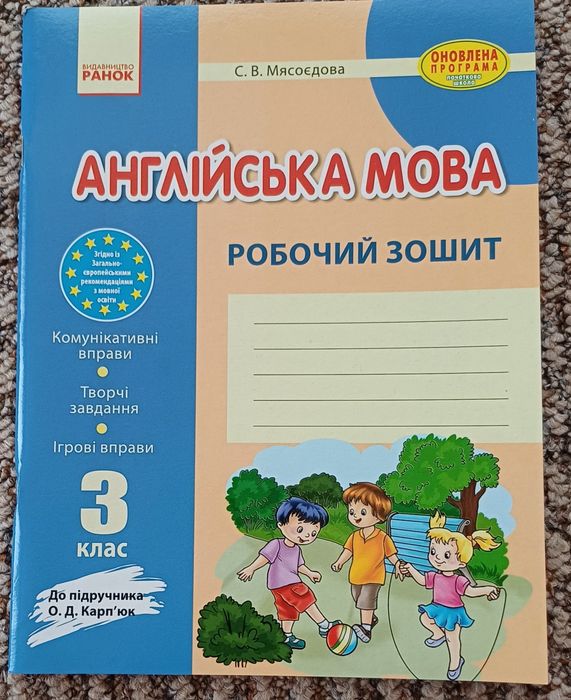 ВИДАВНИЦТВО
РАНОК
С. В. Мясоєдова
ОНОВЛЕНА
ПРОГРАМА
ПОЧАТКОВА
ШКОЛА
АНГЛІЙСЬКА МОВА
РОБОЧИЙ ЗОШИТ
Згідно із
Загально-
європейськими
рекомендаціями
з мовної
освіти
Комунікативні
вправи
Творчі
завдання
Ігрові вправи
3
клас
До підручника
О. Д. Карп’юк